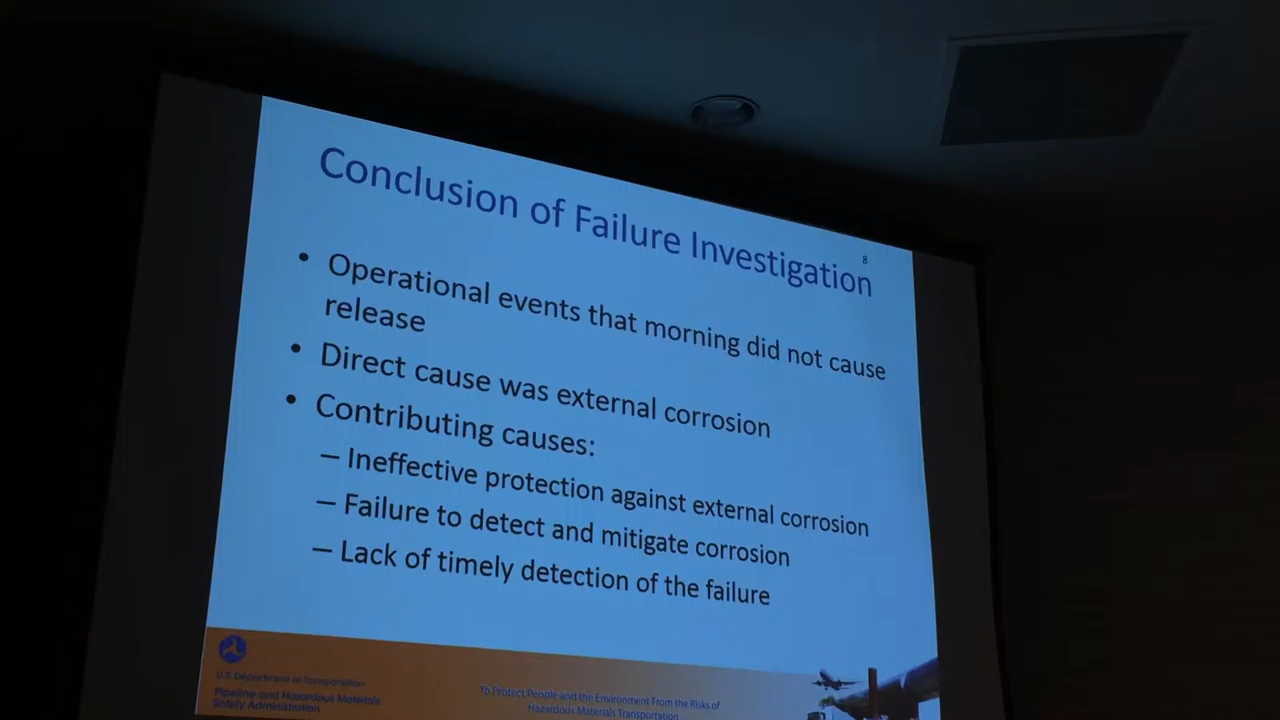 Conclusion of Failure Investigation
8
• Operational events that morning did not cause
release
• Direct cause was external corrosion
• Contributing causes:
– Ineffective protection against external corrosion
– Failure to detect and mitigate corrosion
– Lack of timely detection of the failure
U.S. Department of Transportation
Pipeline and Hazardous Materials
Safety Administration
To Protect People and the Environment From the Risks of
Hazardous Materials Transportation